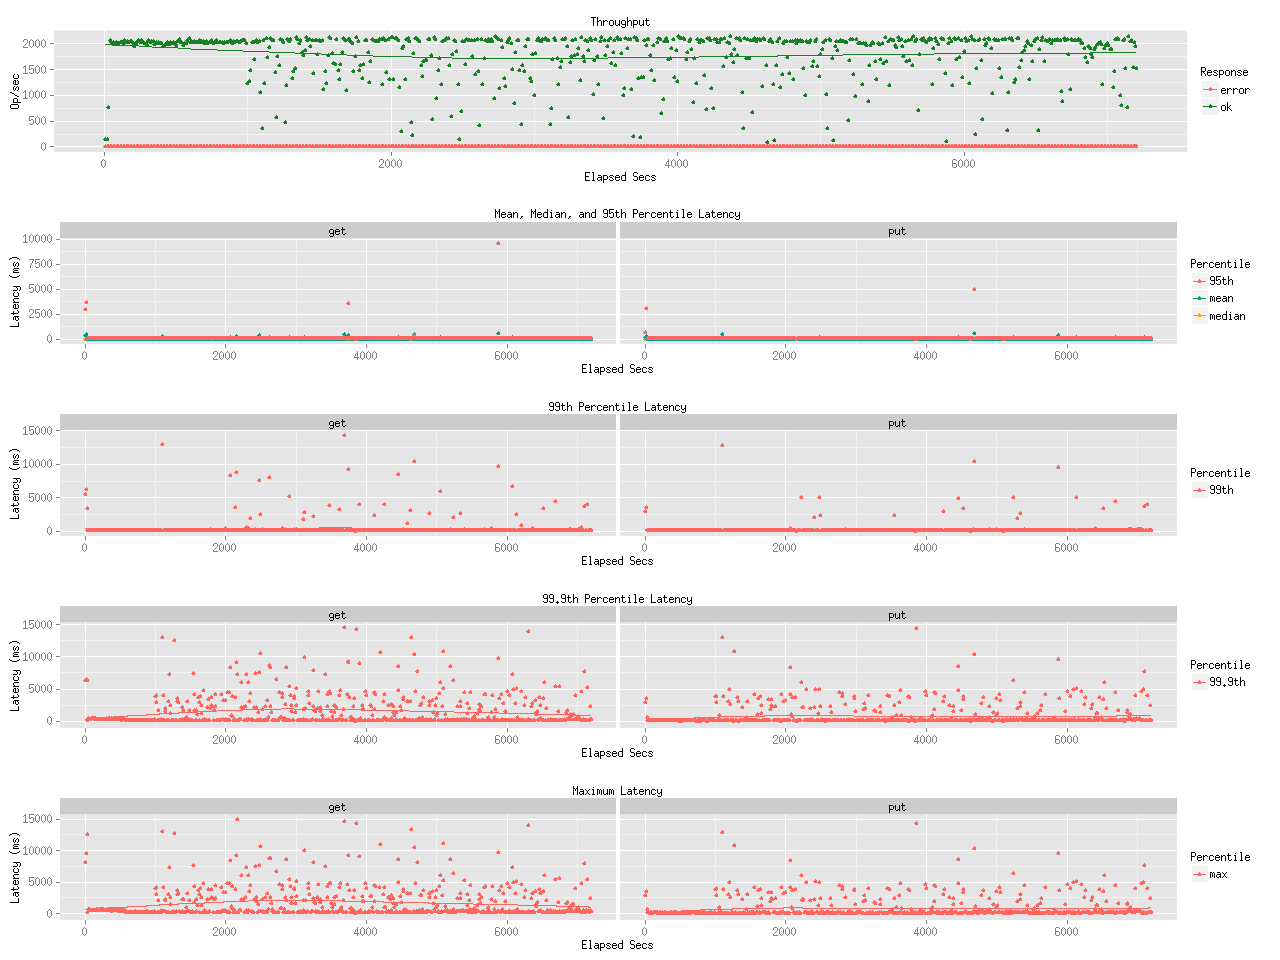 Throughput
2000
1500
1000
500
0
Op/sec
0 2000 4000 6000
Elapsed Secs
Response
error
ok
Mean, Median, and 95th Percentile Latency
get put
10000
7500
5000
2500
0
Latency (ms)
0 2000 4000 6000 0 2000 4000 6000
Elapsed Secs
Percentile
95th
mean
median
99th Percentile Latency
get put
15000
10000
5000
0
Latency (ms)
0 2000 4000 6000 0 2000 4000 6000
Elapsed Secs
Percentile
99th
99.9th Percentile Latency
get put
15000
10000
5000
0
Latency (ms)
0 2000 4000 6000 0 2000 4000 6000
Elapsed Secs
Percentile
99.9th
Maximum Latency
get put
15000
10000
5000
0
Latency (ms)
0 2000 4000 6000 0 2000 4000 6000
Elapsed Secs
Percentile
max